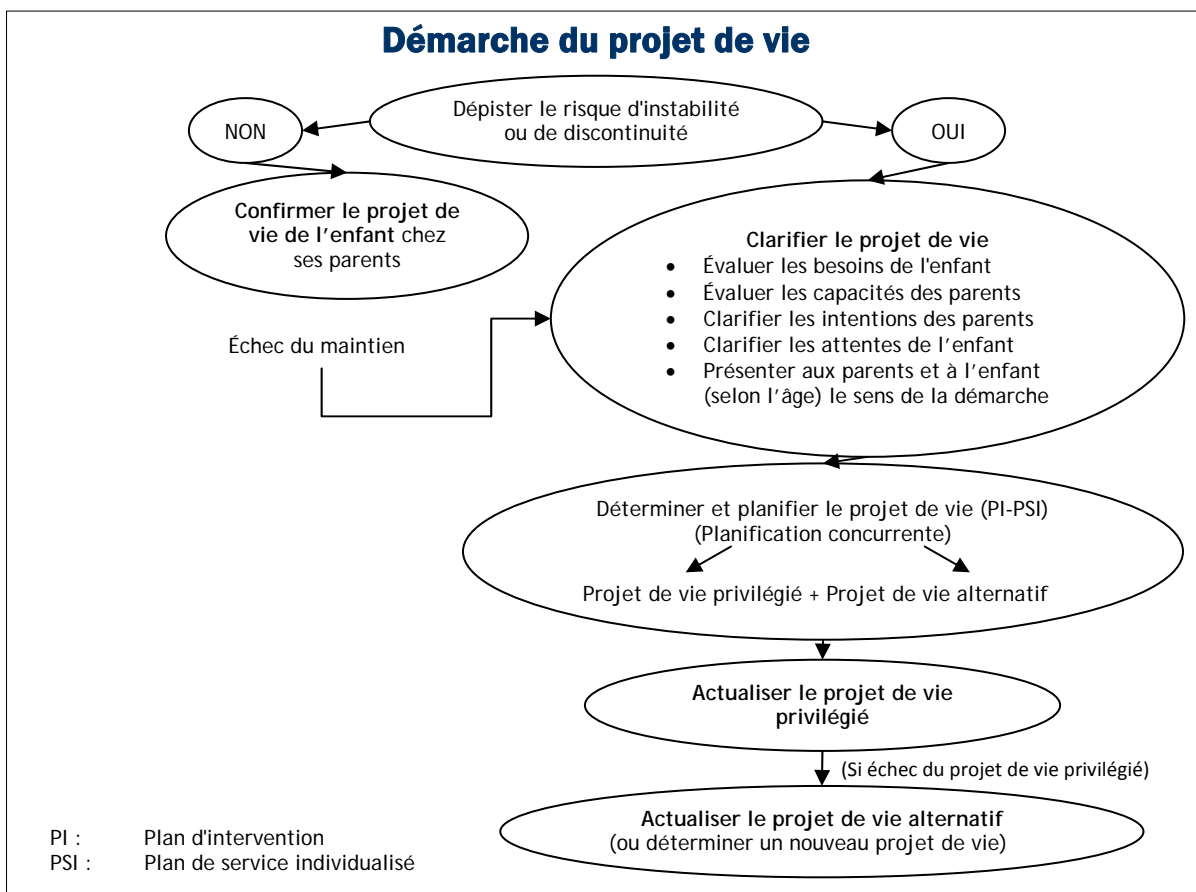 Démarche du projet de vie
Dépister le risque d'instabilité
ou de discontinuité
NON
OUI
Confirmer le projet de
vie de l’enfant chez
ses parents
Clarifier le projet de vie
• Évaluer les besoins de l'enfant
• Évaluer les capacités des parents
• Clarifier les intentions des parents
• Clarifier les attentes de l’enfant
• Présenter aux parents et à l’enfant
(selon l’âge) le sens de la démarche
Échec du maintien
Déterminer et planifier le projet de vie (PI-PSI)
(Planification concurrente)
Projet de vie privilégié + Projet de vie alternatif
Actualiser le projet de vie
privilégié
(Si échec du projet de vie privilégié)
Actualiser le projet de vie alternatif
(ou déterminer un nouveau projet de vie)
PI : Plan d'intervention
PSI : Plan de service individualisé